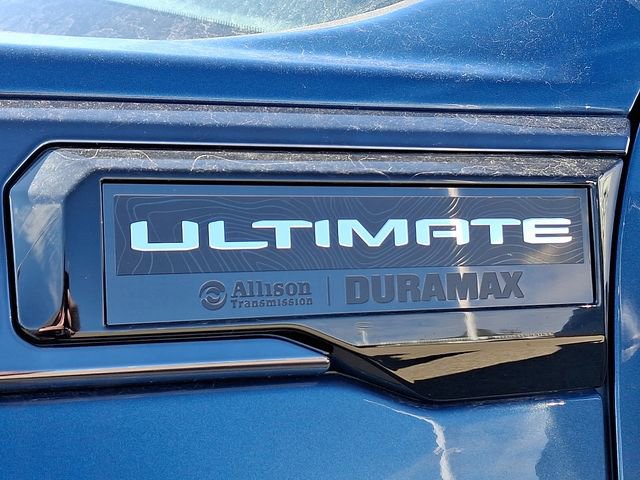 ULTIMATE
Allison
Transmission
DURAMAX